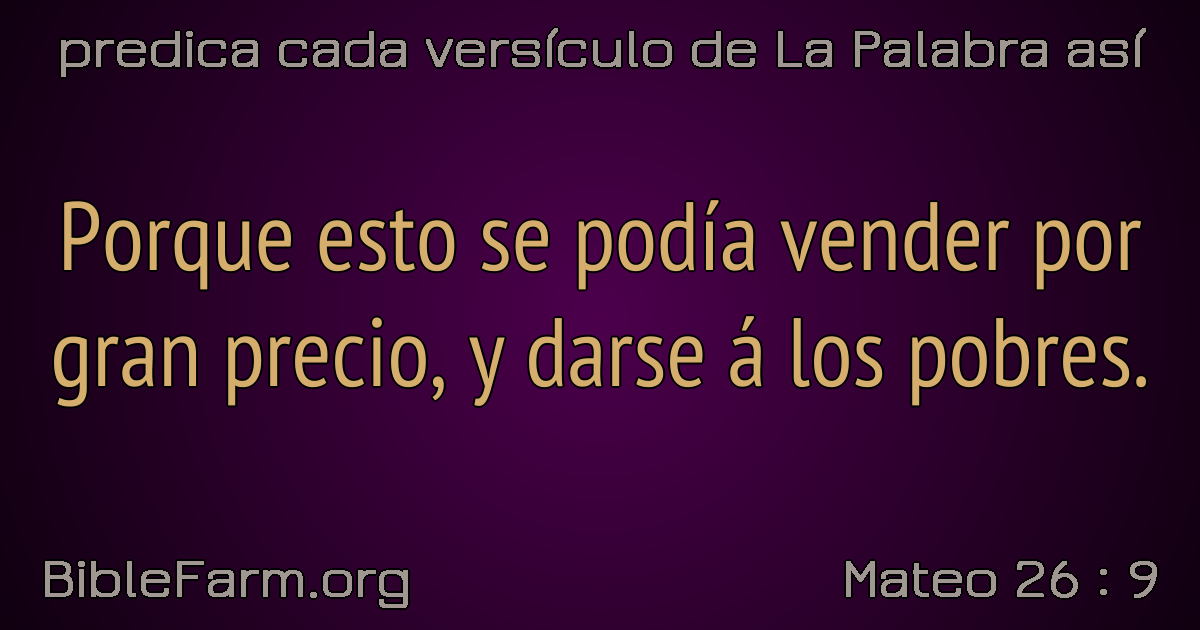 predica cada versículo de La Palabra así
Porque esto se podía vender por
gran precio, y darse á los pobres.
BibleFarm.org
Mateo 26 : 9